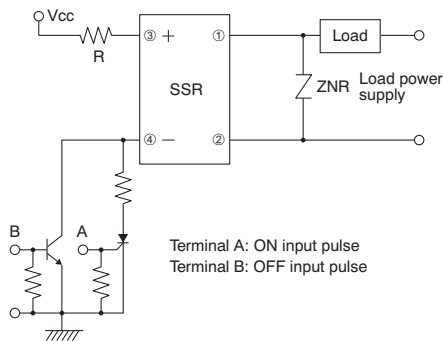 Vcc
R
③ +
①
Load
SSR
ZNR
Load power
supply
④ −
②
B
A
Terminal A: ON input pulse
Terminal B: OFF input pulse